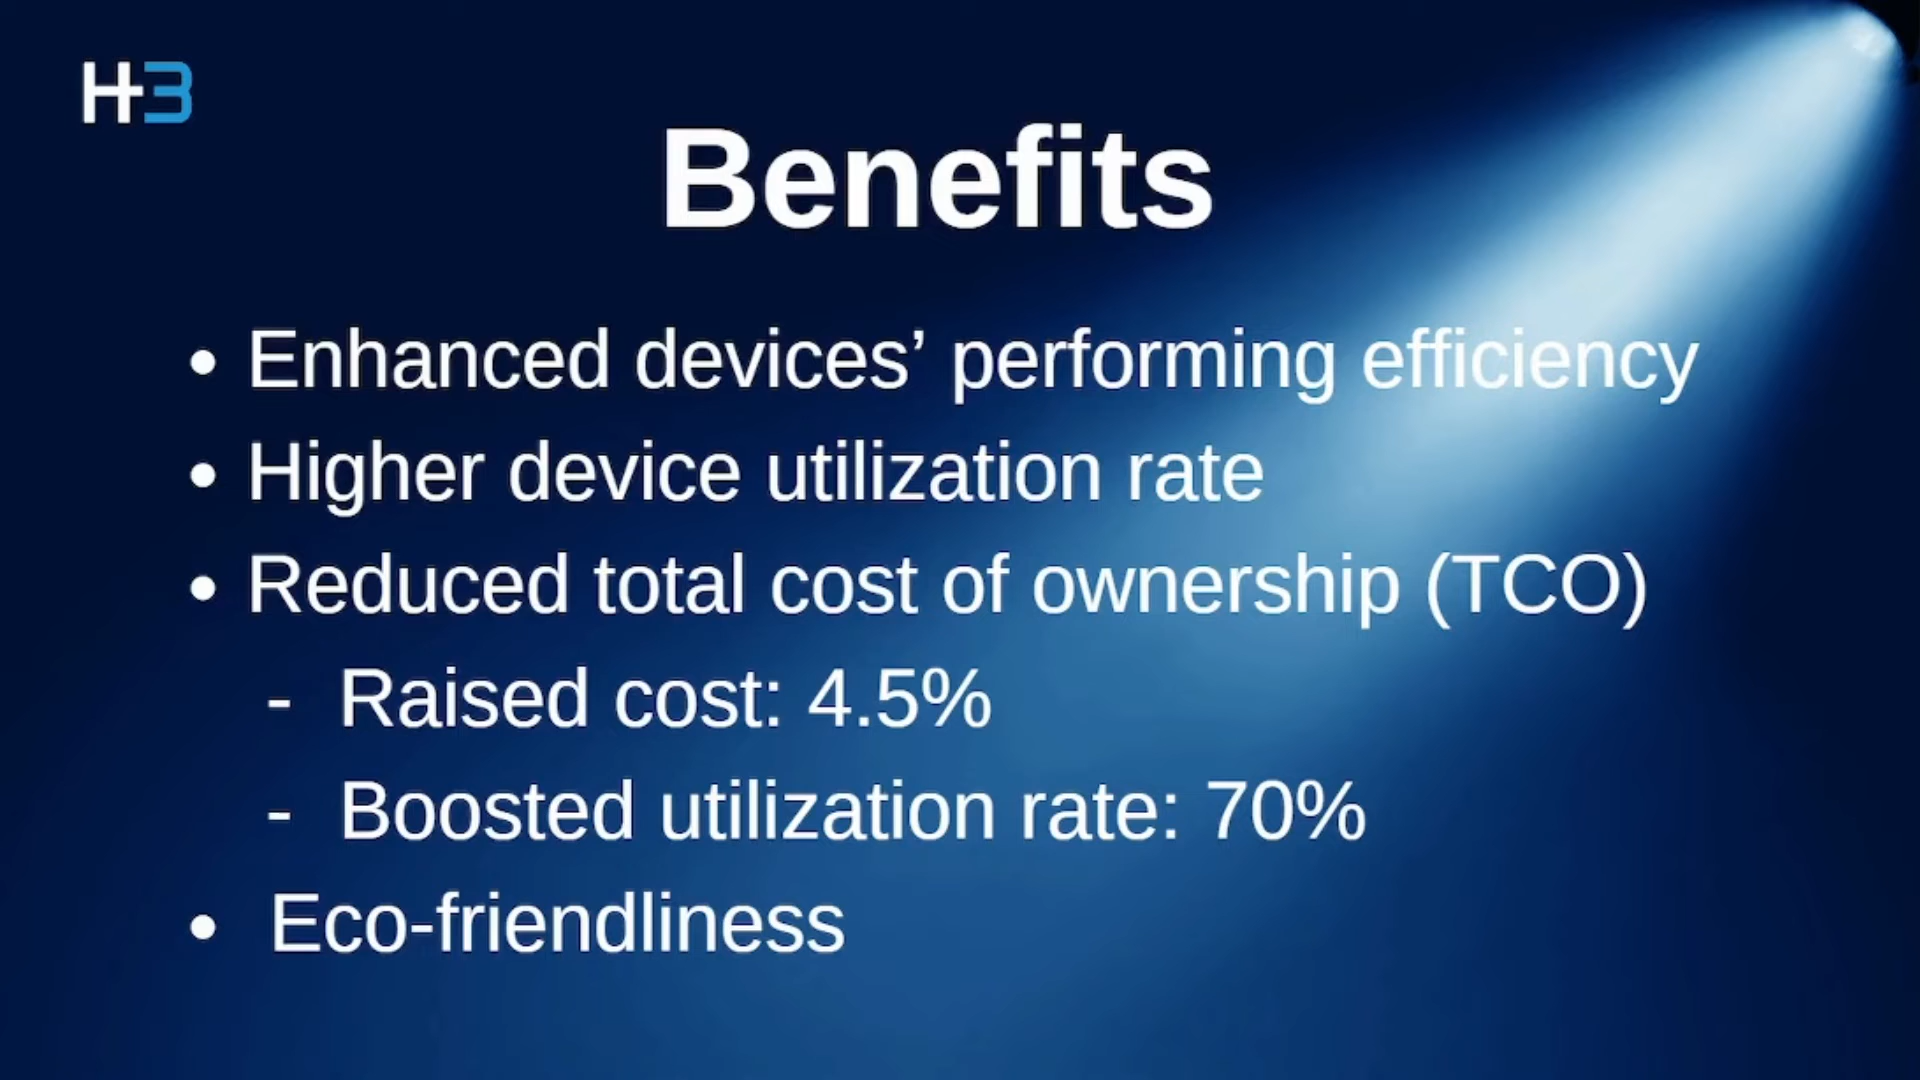 H3
Benefits
• Enhanced devices’ performing efficiency
• Higher device utilization rate
• Reduced total cost of ownership (TCO)
- Raised cost: 4.5%
- Boosted utilization rate: 70%
• Eco-friendliness